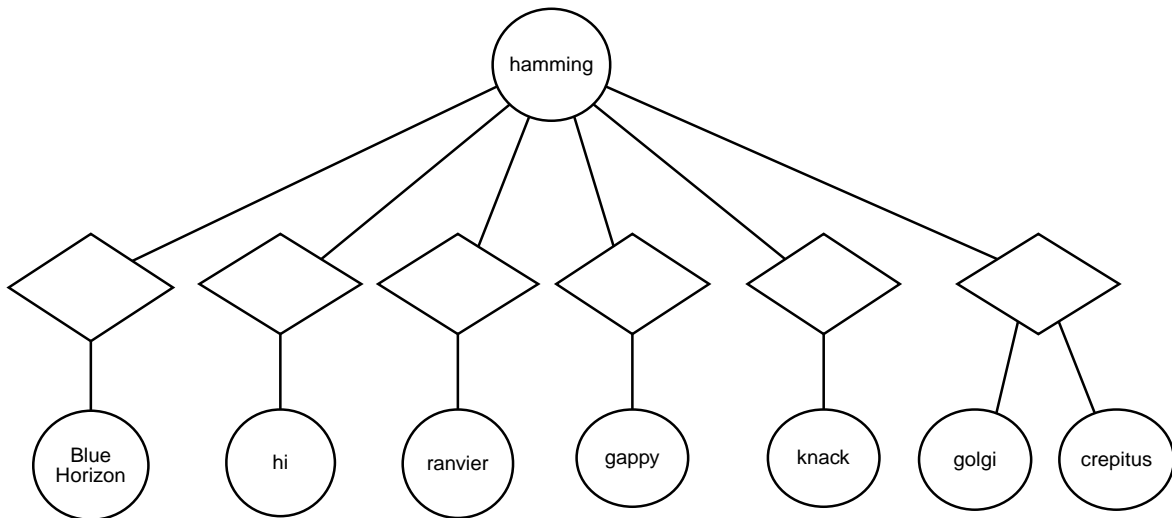 hamming
Blue
Horizon
hi
ranvier
gappy
knack
golgi
crepitus